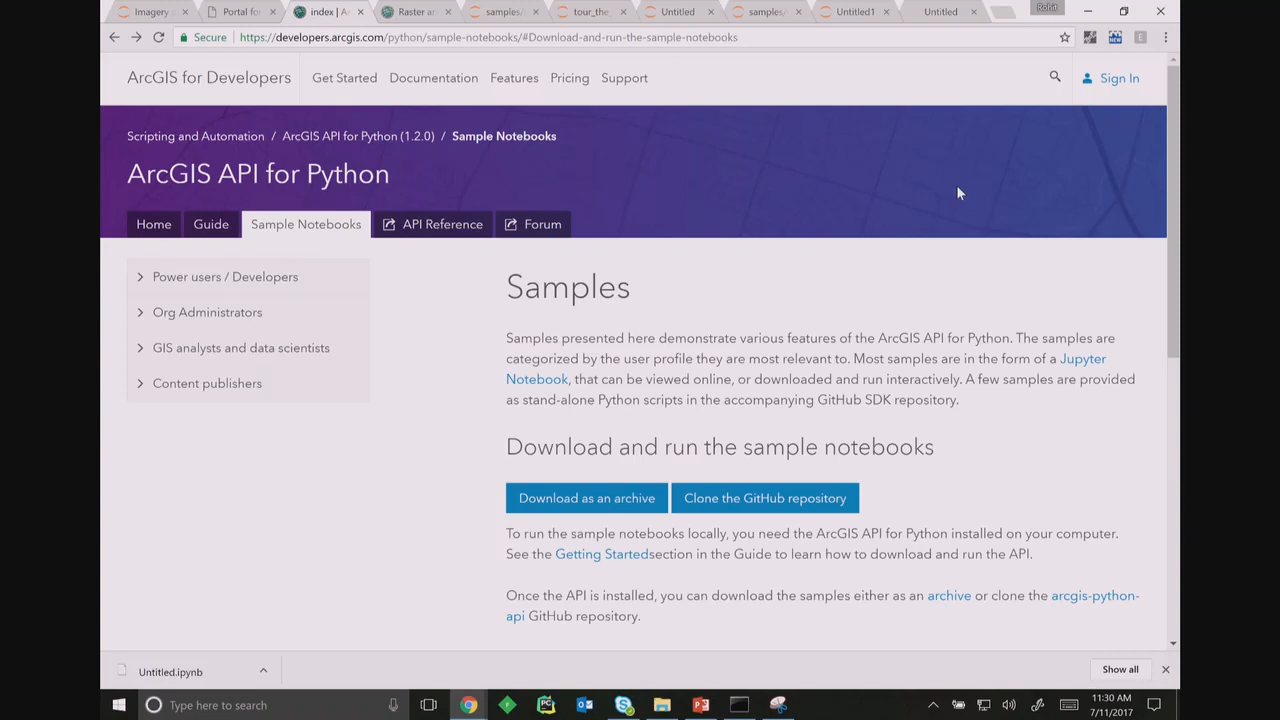 Imagery
Portal fo
index | A
Raster a
samples/
tour_the_
Untitled
samples/
Untitled1
Untitled
Rohit
Secure
https://developers.arcgis.com/python/sample-notebooks/#Download-and-run-the-sample-notebooks
NEW
E
ArcGIS for Developers
Get Started
Documentation
Features
Pricing
Support
Sign In
Scripting and Automation / ArcGIS API for Python (1.2.0) / Sample Notebooks
ArcGIS API for Python
Home
Guide
Sample Notebooks
API Reference
Forum
Power users / Developers
Org Administrators
GIS analysts and data scientists
Content publishers
Samples
Samples presented here demonstrate various features of the ArcGIS API for Python. The samples are
categorized by the user profile they are most relevant to. Most samples are in the form of a Jupyter
Notebook, that can be viewed online, or downloaded and run interactively. A few samples are provided
as stand-alone Python scripts in the accompanying GitHub SDK repository.
Download and run the sample notebooks
Download as an archive
Clone the GitHub repository
To run the sample notebooks locally, you need the ArcGIS API for Python installed on your computer.
See the Getting Startedsection in the Guide to learn how to download and run the API.
Once the API is installed, you can download the samples either as an archive or clone the arcgis-python-
api GitHub repository.
Untitled.ipynb
Show all
Type here to search
11:30 AM
7/11/2017